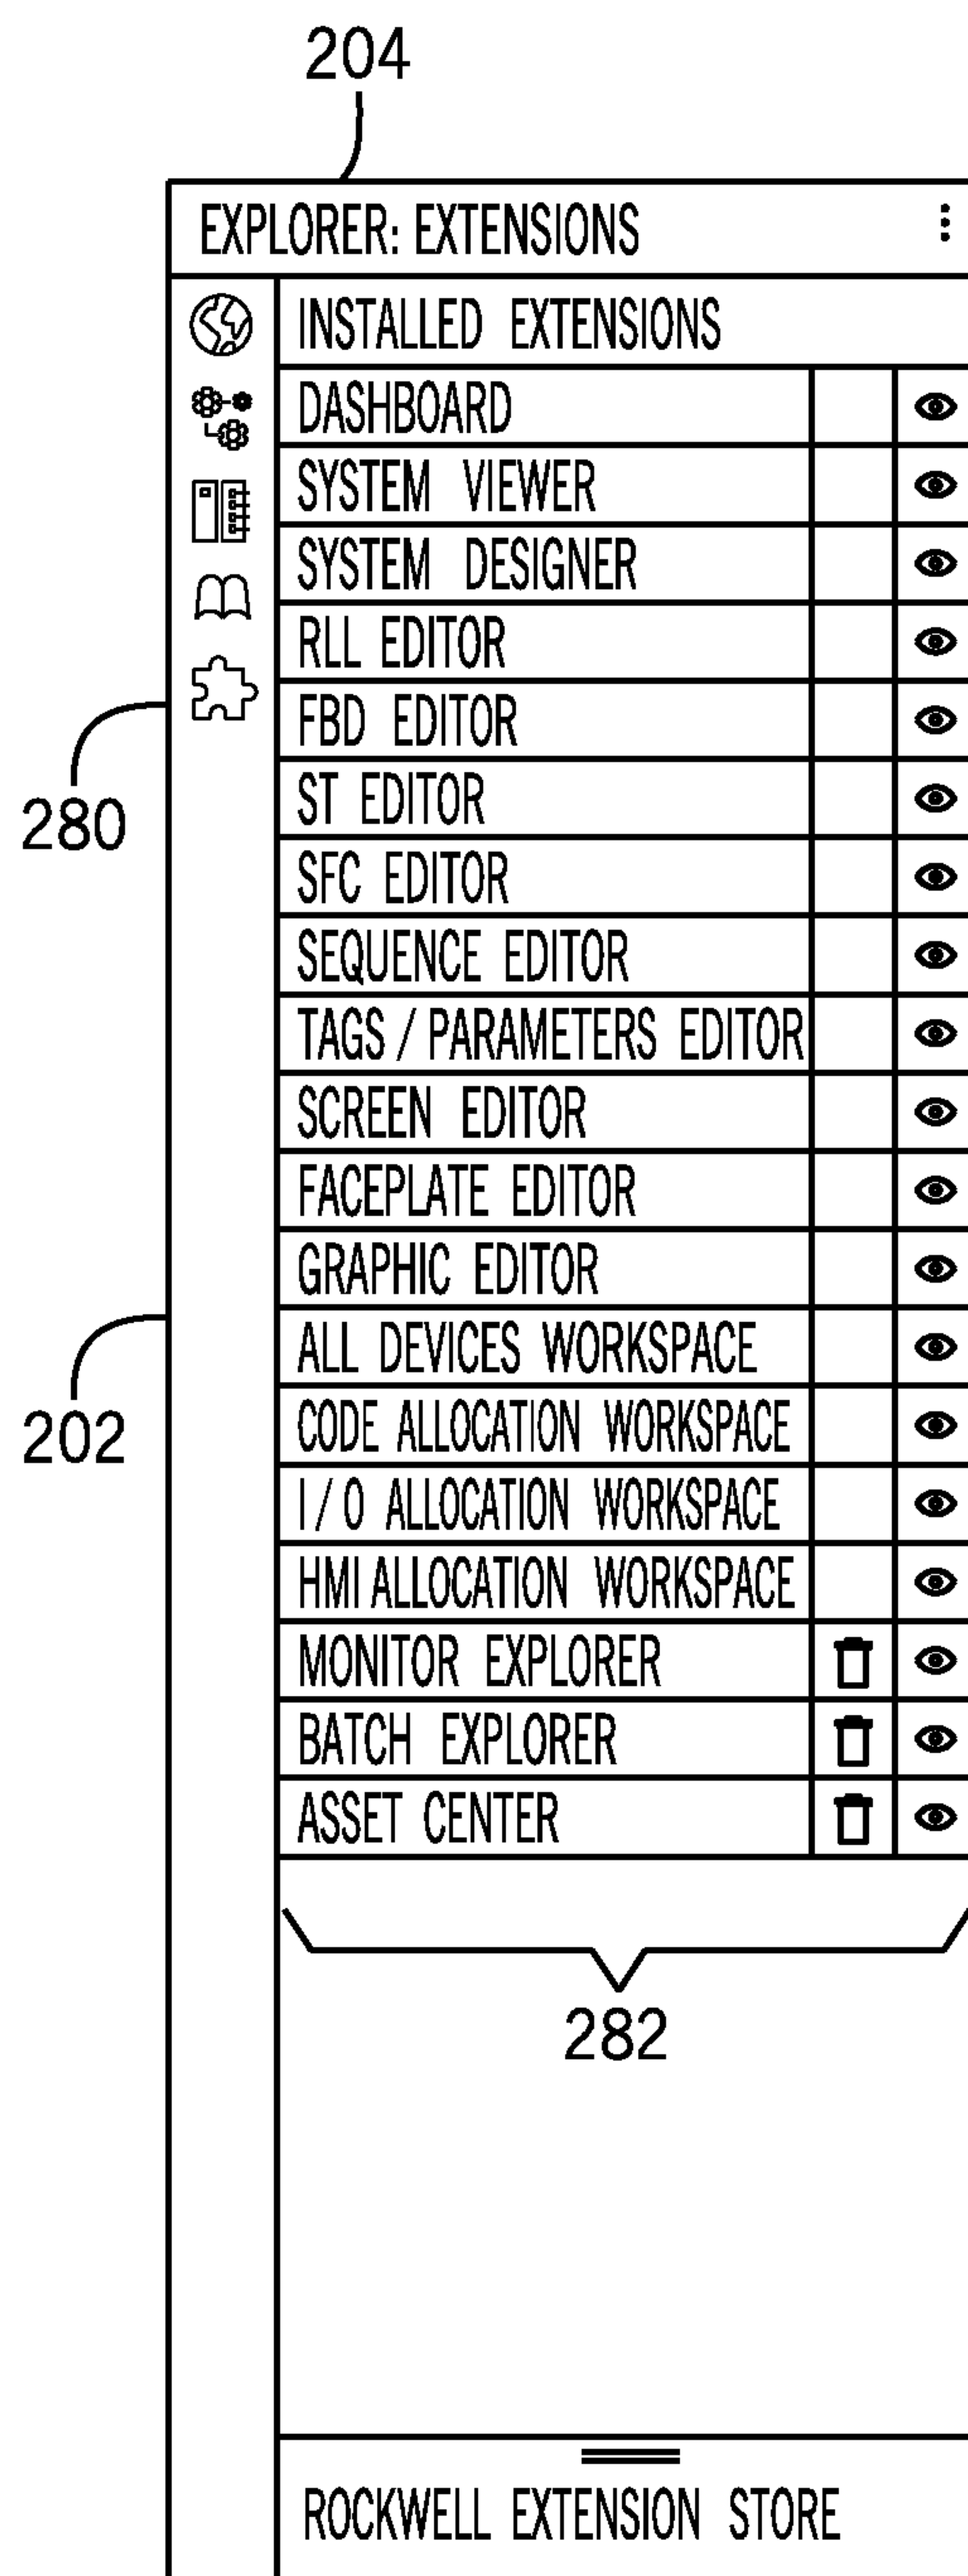 204
EXPLORER: EXTENSIONS
INSTALLED EXTENSIONS
DASHBOARD
SYSTEM VIEWER
SYSTEM DESIGNER
RLL EDITOR
FBD EDITOR
280
ST EDITOR
SFC EDITOR
SEQUENCE EDITOR
TAGS / PARAMETERS EDITOR
SCREEN EDITOR
FACEPLATE EDITOR
GRAPHIC EDITOR
ALL DEVICES WORKSPACE
202
CODE ALLOCATION WORKSPACE
I / O ALLOCATION WORKSPACE
HMI ALLOCATION WORKSPACE
MONITOR EXPLORER
BATCH EXPLORER
ASSET CENTER
282
ROCKWELL EXTENSION STORE